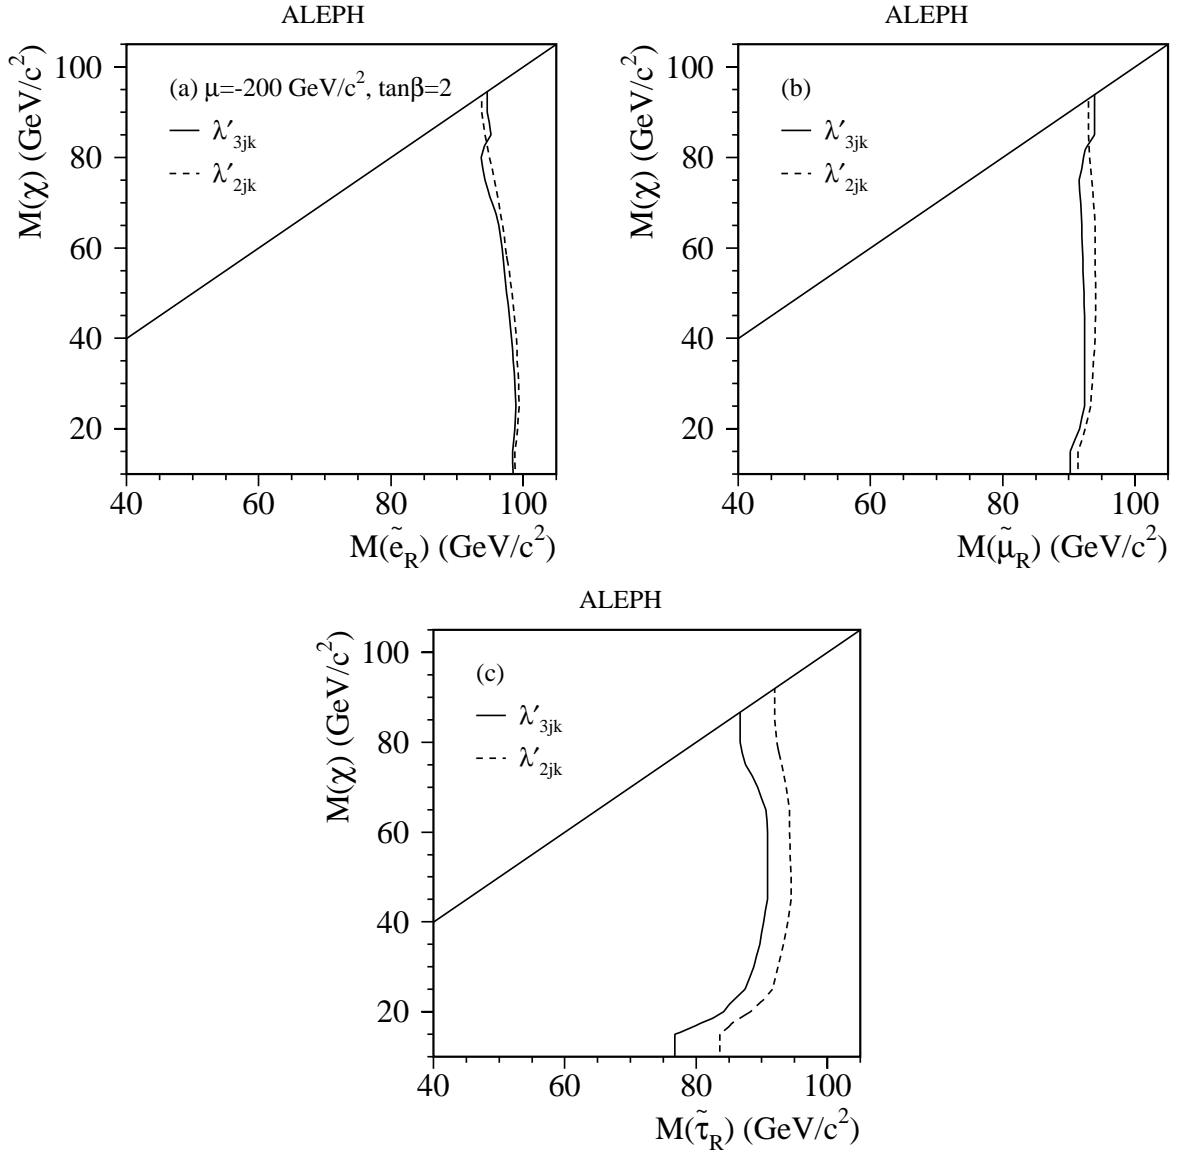 ALEPH
M(χ) (GeV/c²)
100
80
60
40
20
(a) μ=-200 GeV/c², tanβ=2
λ′3jk
λ′2jk
40 60 80 100
M(ẽR) (GeV/c²)
ALEPH
M(χ) (GeV/c²)
100
80
60
40
20
(b)
λ′3jk
λ′2jk
40 60 80 100
M(μ̃R) (GeV/c²)
ALEPH
M(χ) (GeV/c²)
100
80
60
40
20
(c)
λ′3jk
λ′2jk
40 60 80 100
M(τ̃R) (GeV/c²)